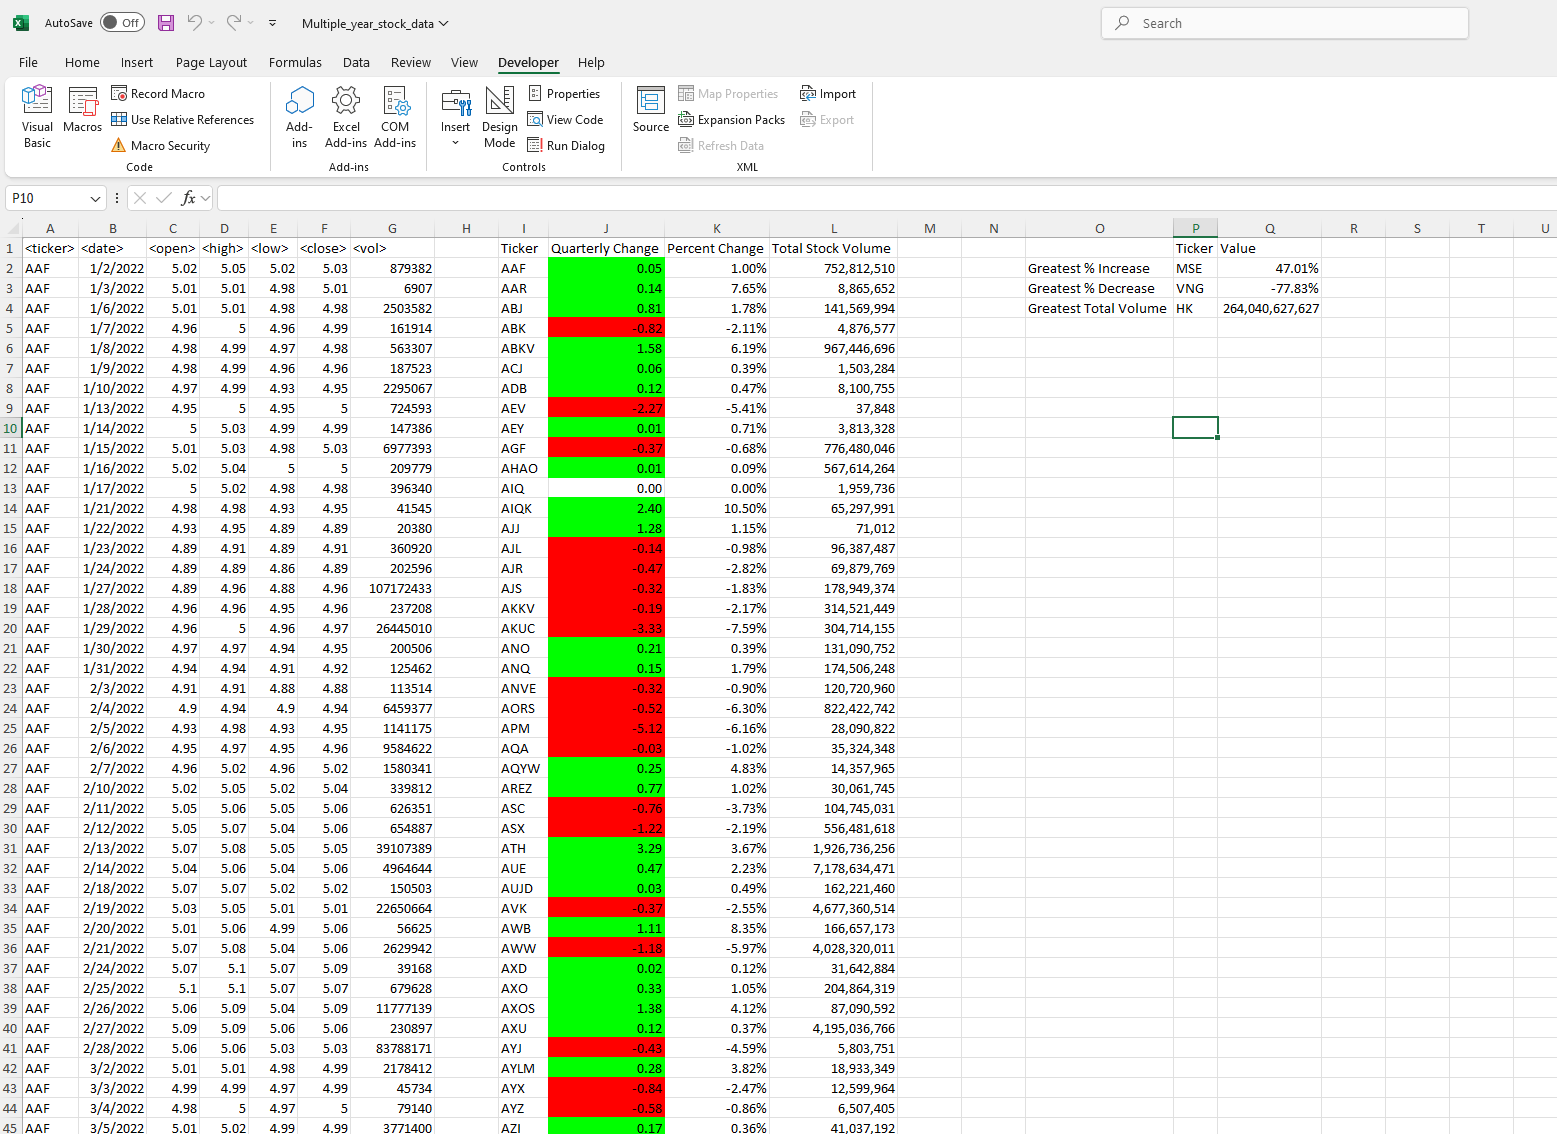 AutoSave Off Multiple_year_stock_data Search
File Home Insert Page Layout Formulas Data Review View Developer Help
Visual Basic Macros Record Macro Use Relative References Macro Security Add-ins Excel Add-ins COM Add-ins Insert Design Mode Properties View Code Run Dialog Source Map Properties Expansion Packs Refresh Data Import Export
Code Add-ins Controls XML
P10 fx
A B C D E F G H I J K L M N O P Q R S T U
1 <ticker> <date> <open> <high> <low> <close> <vol> Ticker Quarterly Change Percent Change Total Stock Volume Ticker Value
2 AAF 1/2/2022 5.02 5.05 5.02 5.03 879382 AAF 0.05 1.00% 752,812,510 Greatest % Increase MSE 47.01%
3 AAF 1/3/2022 5.01 5.01 4.98 5.01 6907 AAR 0.14 7.65% 8,865,652 Greatest % Decrease VNG -77.83%
4 AAF 1/6/2022 5.01 5.01 4.98 4.98 2503582 ABJ 0.81 1.78% 141,569,994 Greatest Total Volume HK 264,040,627,627
5 AAF 1/7/2022 4.96 5 4.96 4.99 161914 ABK -0.82 -2.11% 4,876,577
6 AAF 1/8/2022 4.98 4.99 4.97 4.98 563307 ABKV 1.58 6.19% 967,446,696
7 AAF 1/9/2022 4.98 4.99 4.96 4.96 187523 ACJ 0.06 0.39% 1,503,284
8 AAF 1/10/2022 4.97 4.99 4.93 4.95 2295067 ADB 0.12 0.47% 8,100,755
9 AAF 1/13/2022 4.95 5 4.95 5 724593 AEV -2.27 -5.41% 37,848
10 AAF 1/14/2022 5 5.03 4.99 4.99 147386 AEY 0.01 0.71% 3,813,328
11 AAF 1/15/2022 5.01 5.03 4.98 5.03 6977393 AGF -0.37 -0.68% 776,480,046
12 AAF 1/16/2022 5.02 5.04 5 5 209779 AHAO 0.01 0.09% 567,614,264
13 AAF 1/17/2022 5 5.02 4.98 4.98 396340 AIQ 0.00 0.00% 1,959,736
14 AAF 1/21/2022 4.98 4.98 4.93 4.95 41545 AIQK 2.40 10.50% 65,297,991
15 AAF 1/22/2022 4.93 4.95 4.89 4.89 20380 AJJ 1.28 1.15% 71,012
16 AAF 1/23/2022 4.89 4.91 4.89 4.91 360920 AJL -0.14 -0.98% 96,387,487
17 AAF 1/24/2022 4.89 4.89 4.86 4.89 202596 AJR -0.47 -2.82% 69,879,769
18 AAF 1/27/2022 4.89 4.96 4.88 4.96 107172433 AJS -0.32 -1.83% 178,949,374
19 AAF 1/28/2022 4.96 4.96 4.95 4.96 237208 AKKV -0.19 -2.17% 314,521,449
20 AAF 1/29/2022 4.96 5 4.96 4.97 26445010 AKUC -3.33 -7.59% 304,714,155
21 AAF 1/30/2022 4.97 4.97 4.94 4.95 200506 ANO 0.21 0.39% 131,090,752
22 AAF 1/31/2022 4.94 4.94 4.91 4.92 125462 ANQ 0.15 1.79% 174,506,248
23 AAF 2/3/2022 4.91 4.91 4.88 4.88 113514 ANVE -0.32 -0.90% 120,720,960
24 AAF 2/4/2022 4.9 4.94 4.9 4.94 6459377 AORS -0.52 -6.30% 822,422,742
25 AAF 2/5/2022 4.93 4.98 4.93 4.95 1141175 APM -5.12 -6.16% 28,090,822
26 AAF 2/6/2022 4.95 4.97 4.95 4.96 9584622 AQA -0.03 -1.02% 35,324,348
27 AAF 2/7/2022 4.96 5.02 4.96 5.02 1580341 AQYW 0.25 4.83% 14,357,965
28 AAF 2/10/2022 5.02 5.05 5.02 5.04 339812 AREZ 0.77 1.02% 30,061,745
29 AAF 2/11/2022 5.05 5.06 5.05 5.06 626351 ASC -0.76 -3.73% 104,745,031
30 AAF 2/12/2022 5.05 5.07 5.04 5.06 654887 ASX -1.22 -2.19% 556,481,618
31 AAF 2/13/2022 5.07 5.08 5.05 5.05 39107389 ATH 3.29 3.67% 1,926,736,256
32 AAF 2/14/2022 5.04 5.06 5.04 5.06 4964644 AUE 0.47 2.23% 7,178,634,471
33 AAF 2/18/2022 5.07 5.07 5.02 5.02 150503 AUJD 0.03 0.49% 162,221,460
34 AAF 2/19/2022 5.03 5.05 5.01 5.01 22650664 AVK -0.37 -2.55% 4,677,360,514
35 AAF 2/20/2022 5.01 5.06 4.99 5.06 56625 AWB 1.11 8.35% 166,657,173
36 AAF 2/21/2022 5.07 5.08 5.04 5.06 2629942 AWW -1.18 -5.97% 4,028,320,011
37 AAF 2/24/2022 5.07 5.1 5.07 5.09 39168 AXD 0.02 0.12% 31,642,884
38 AAF 2/25/2022 5.1 5.1 5.07 5.07 679628 AXO 0.33 1.05% 204,864,319
39 AAF 2/26/2022 5.06 5.09 5.04 5.09 11777139 AXOS 1.38 4.12% 87,090,592
40 AAF 2/27/2022 5.09 5.09 5.06 5.06 230897 AXU 0.12 0.37% 4,195,036,766
41 AAF 2/28/2022 5.06 5.06 5.03 5.03 83788171 AYJ -0.43 -4.59% 5,803,751
42 AAF 3/2/2022 5.01 5.01 4.98 4.99 2178412 AYLM 0.28 3.82% 18,933,349
43 AAF 3/3/2022 4.99 4.99 4.97 4.99 45734 AYX -0.84 -2.47% 12,599,964
44 AAF 3/4/2022 4.98 5 4.97 5 79140 AYZ -0.58 -0.86% 6,507,405
45 AAF 3/5/2022 5.01 5.02 4.99 4.99 3771400 AZI 0.17 0.36% 41,037,192